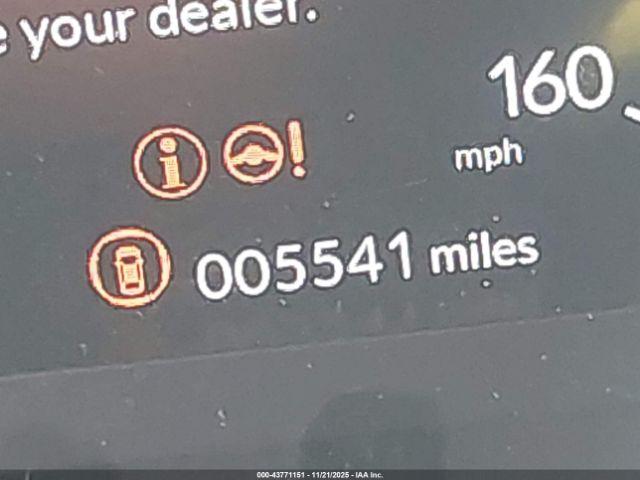 e your dealer.
160
mph
005541 miles
000-43771151 - 11/21/2025 - IAA Inc.